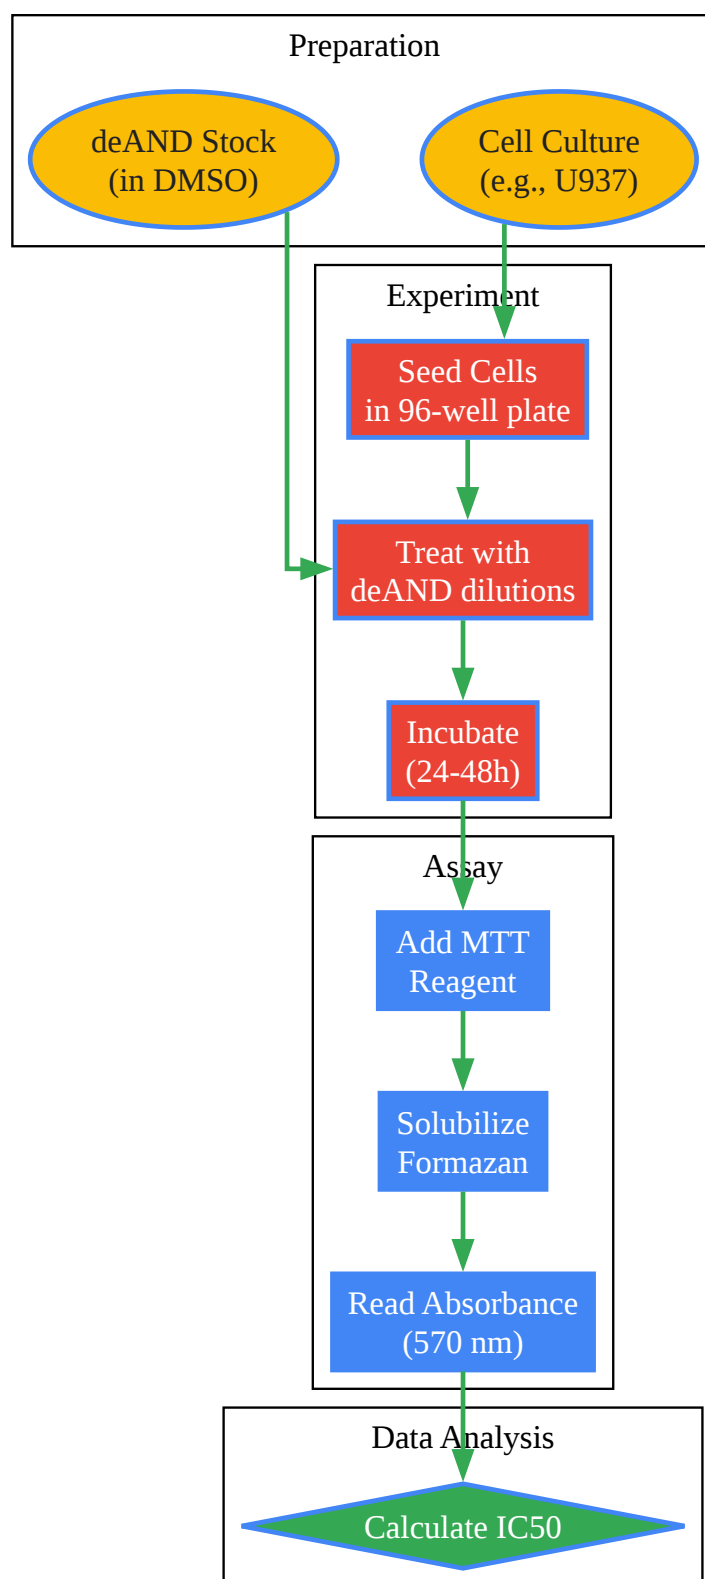 Preparation
deAND Stock
(in DMSO)
Cell Culture
(e.g., U937)
Experiment
Seed Cells
in 96-well plate
Treat with
deAND dilutions
Incubate
(24-48h)
Assay
Add MTT
Reagent
Solubilize
Formazan
Read Absorbance
(570 nm)
Data Analysis
Calculate IC50